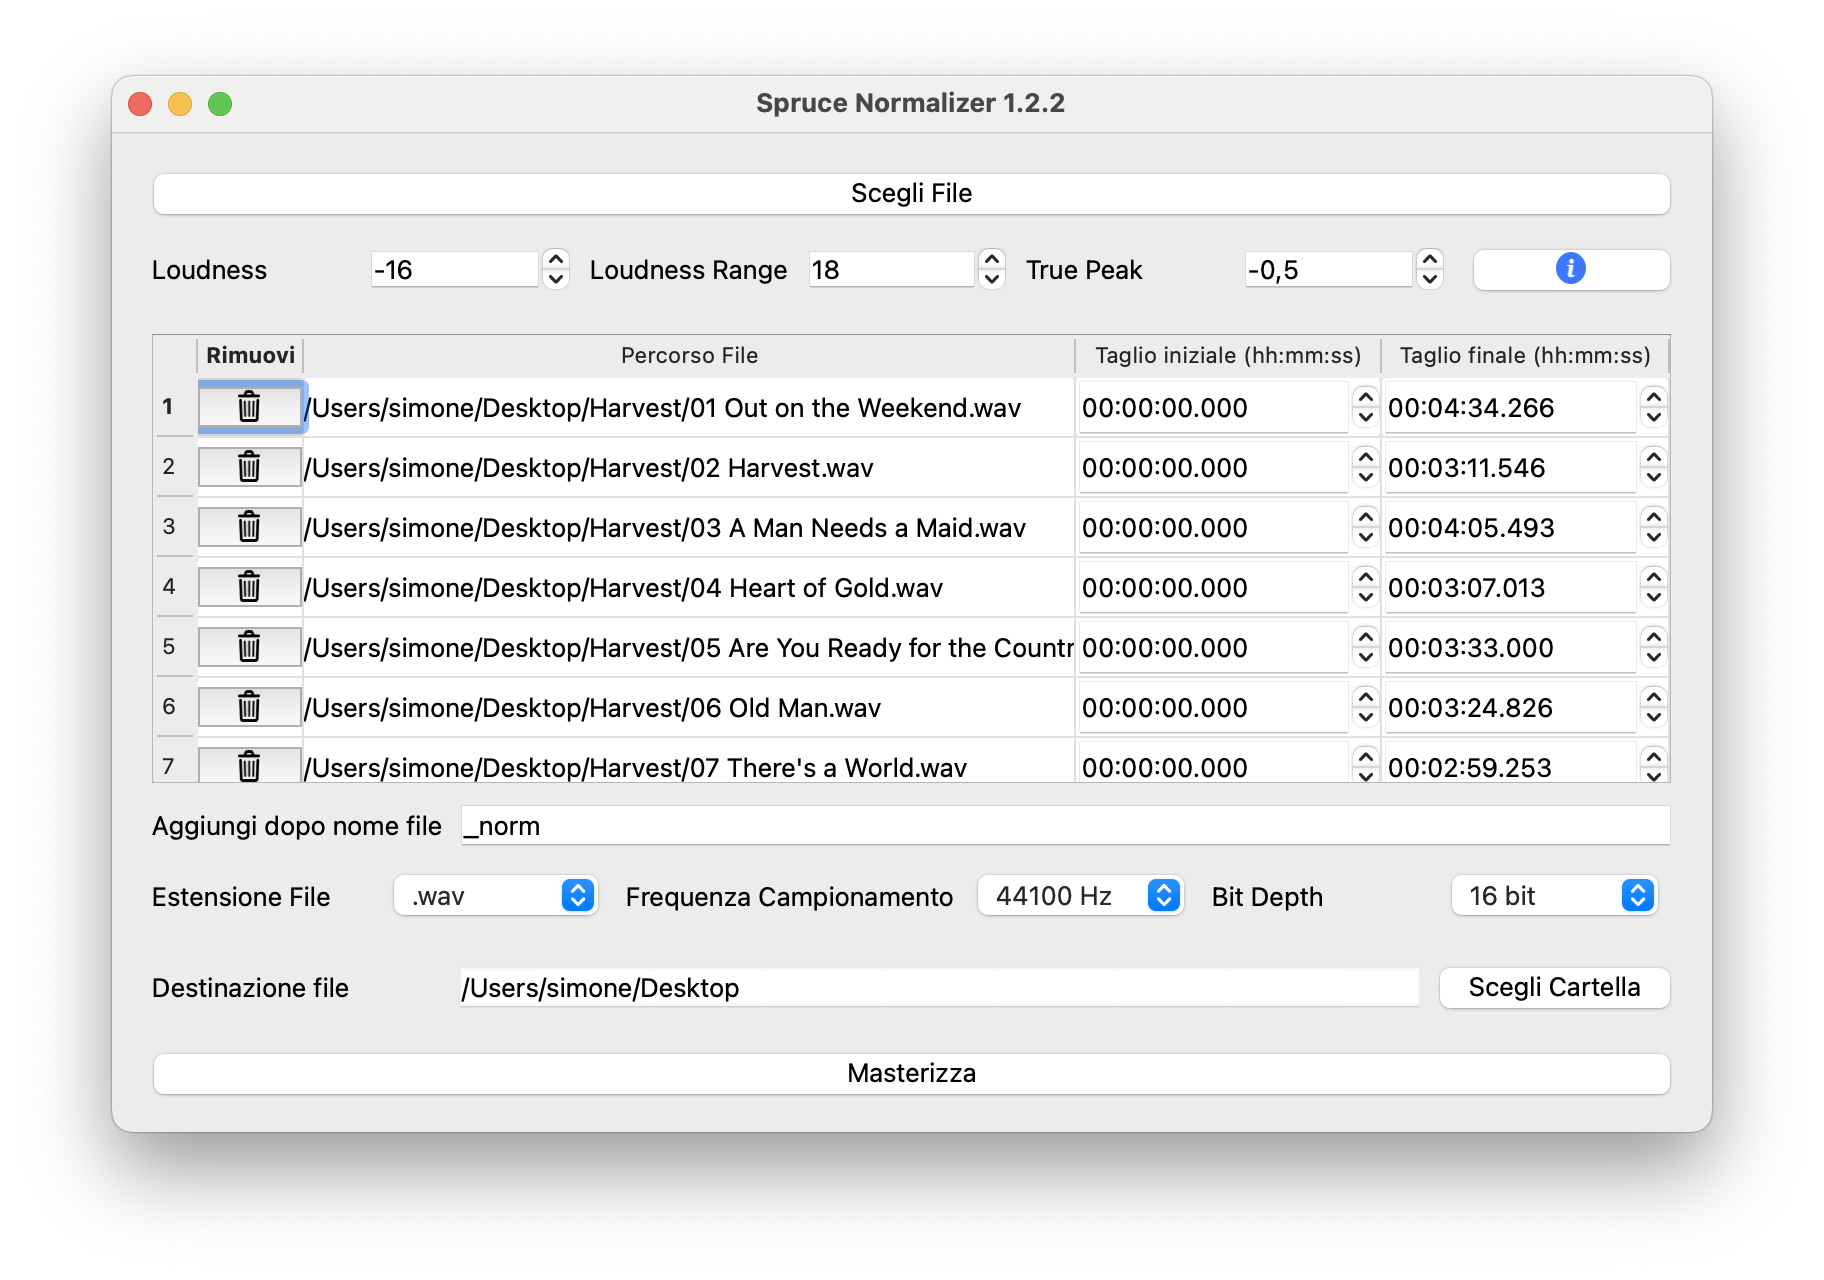 Spruce Normalizer 1.2.2
Scegli File
Loudness -16 Loudness Range 18 True Peak -0,5 i
Rimuovi Percorso File Taglio iniziale (hh:mm:ss) Taglio finale (hh:mm:ss)
1 /Users/simone/Desktop/Harvest/01 Out on the Weekend.wav 00:00:00.000 00:04:34.266
2 /Users/simone/Desktop/Harvest/02 Harvest.wav 00:00:00.000 00:03:11.546
3 /Users/simone/Desktop/Harvest/03 A Man Needs a Maid.wav 00:00:00.000 00:04:05.493
4 /Users/simone/Desktop/Harvest/04 Heart of Gold.wav 00:00:00.000 00:03:07.013
5 /Users/simone/Desktop/Harvest/05 Are You Ready for the Countr 00:00:00.000 00:03:33.000
6 /Users/simone/Desktop/Harvest/06 Old Man.wav 00:00:00.000 00:03:24.826
7 /Users/simone/Desktop/Harvest/07 There's a World.wav 00:00:00.000 00:02:59.253
Aggiungi dopo nome file _norm
Estensione File .wav Frequenza Campionamento 44100 Hz Bit Depth 16 bit
Destinazione file /Users/simone/Desktop Scegli Cartella
Masterizza